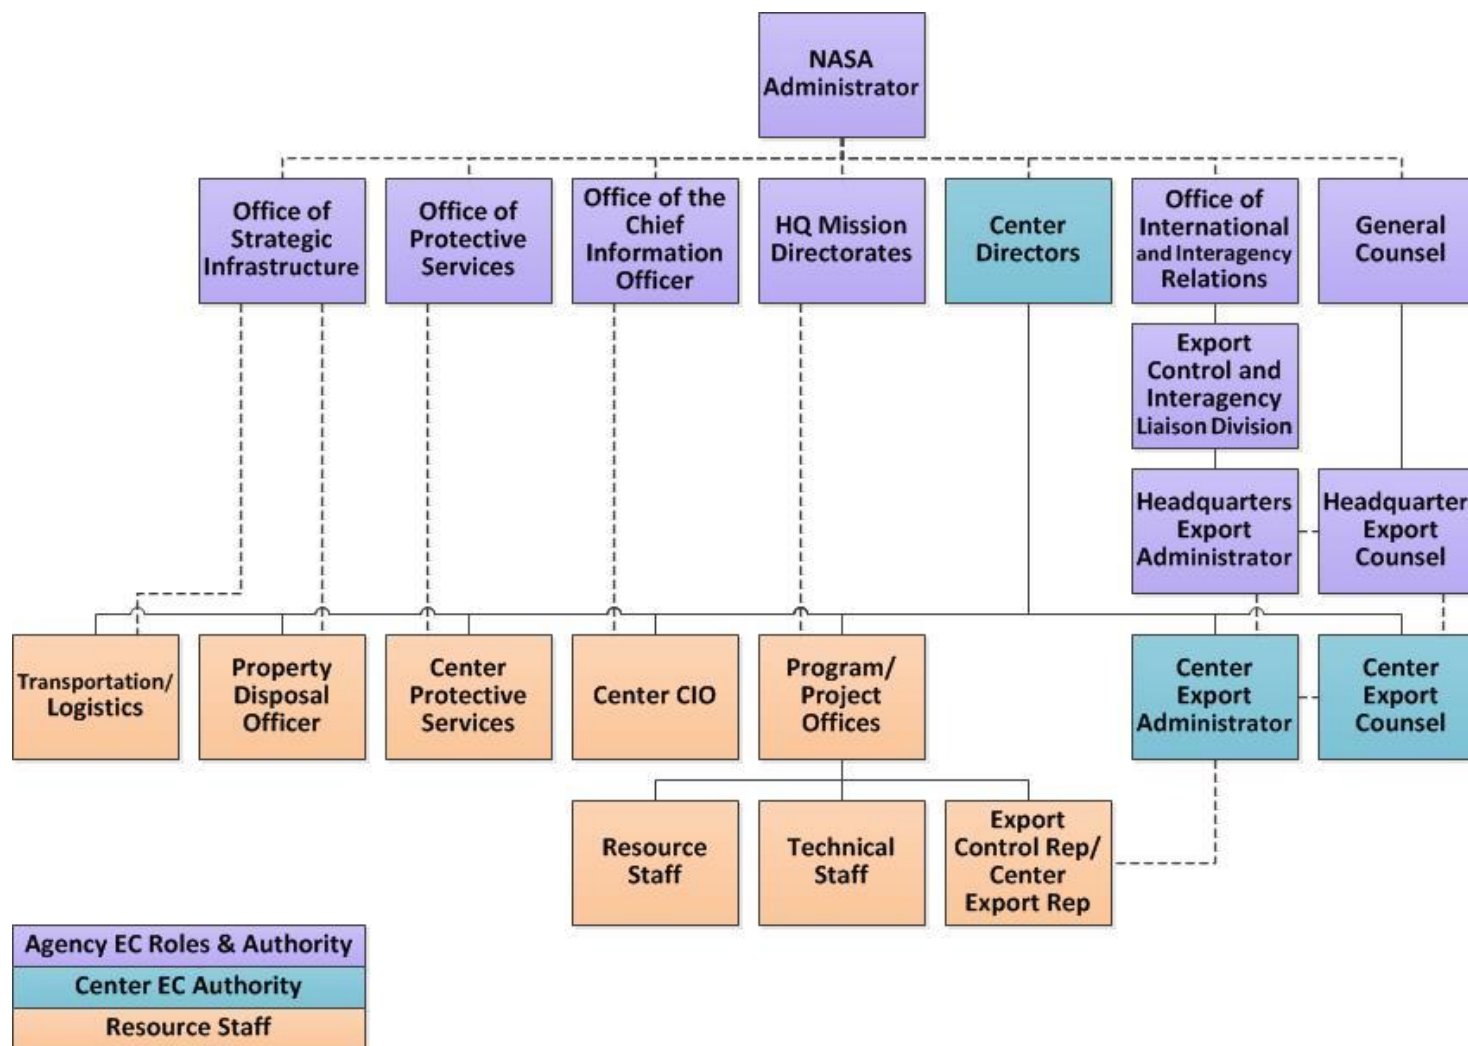 NASA
Administrator
Office of
Strategic
Infrastructure
Office of
Protective
Services
Office of the
Chief
Information
Officer
HQ Mission
Directorates
Center
Directors
Office of
International
and Interagency
Relations
General
Counsel
Export
Control and
Interagency
Liaison Division
Headquarters
Export
Administrator
Headquarter
Export
Counsel
Transportation/
Logistics
Property
Disposal
Officer
Center
Protective
Services
Center CIO
Program/
Project
Offices
Center
Export
Administrator
Center
Export
Counsel
Resource
Staff
Technical
Staff
Export
Control Rep/
Center
Export Rep
Agency EC Roles & Authority
Center EC Authority
Resource Staff